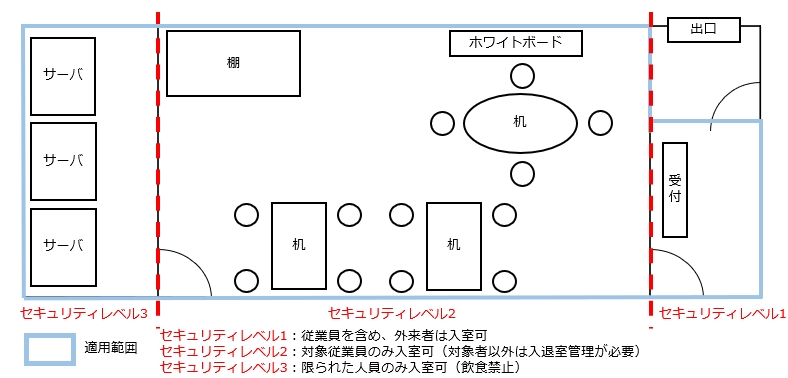 出口
ホワイトボード
棚
サーバ
机
サーバ
受付
サーバ
机
机
セキュリティレベル3
セキュリティレベル2
セキュリティレベル1
適用範囲
セキュリティレベル1：従業員を含め、外来者は入室可
セキュリティレベル2：対象従業員のみ入室可（対象者以外は入退室管理が必要）
セキュリティレベル3：限られた人員のみ入室可（飲食禁止）